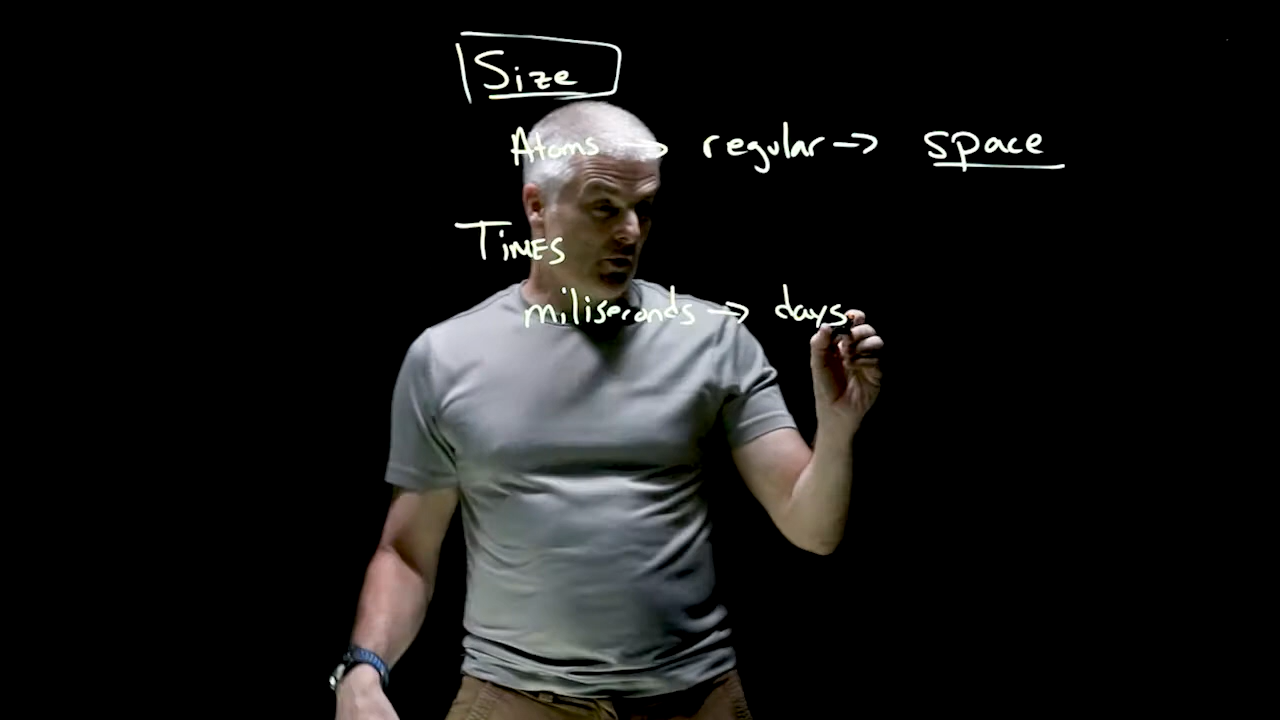 Size
Atoms → regular → space
TIMES
miliseconds → days